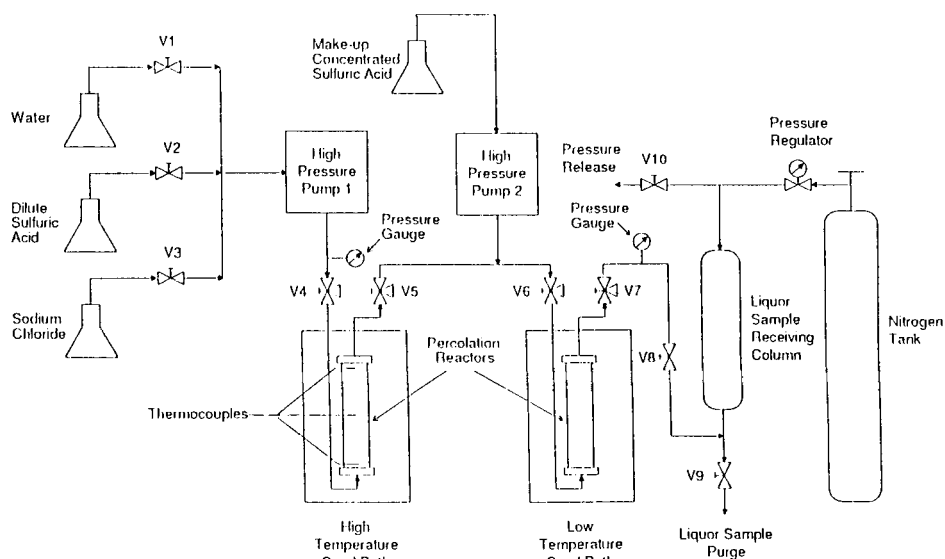 V1
Water
V2
Dilute
Sulfuric
Acid
V3
Sodium
Chloride
Make-up
Concentrated
Sulfuric Acid
High
Pressure
Pump 1
High
Pressure
Pump 2
Pressure
Gauge
V4
V5
V6
V7
Pressure
Release
V10
Pressure
Regulator
Pressure
Gauge
V8
Liquor
Sample
Receiving
Column
Nitrogen
Tank
Percolation
Reactors
Thermocouples
V9
High
Temperature
Low
Temperature
Liquor Sample
Purge